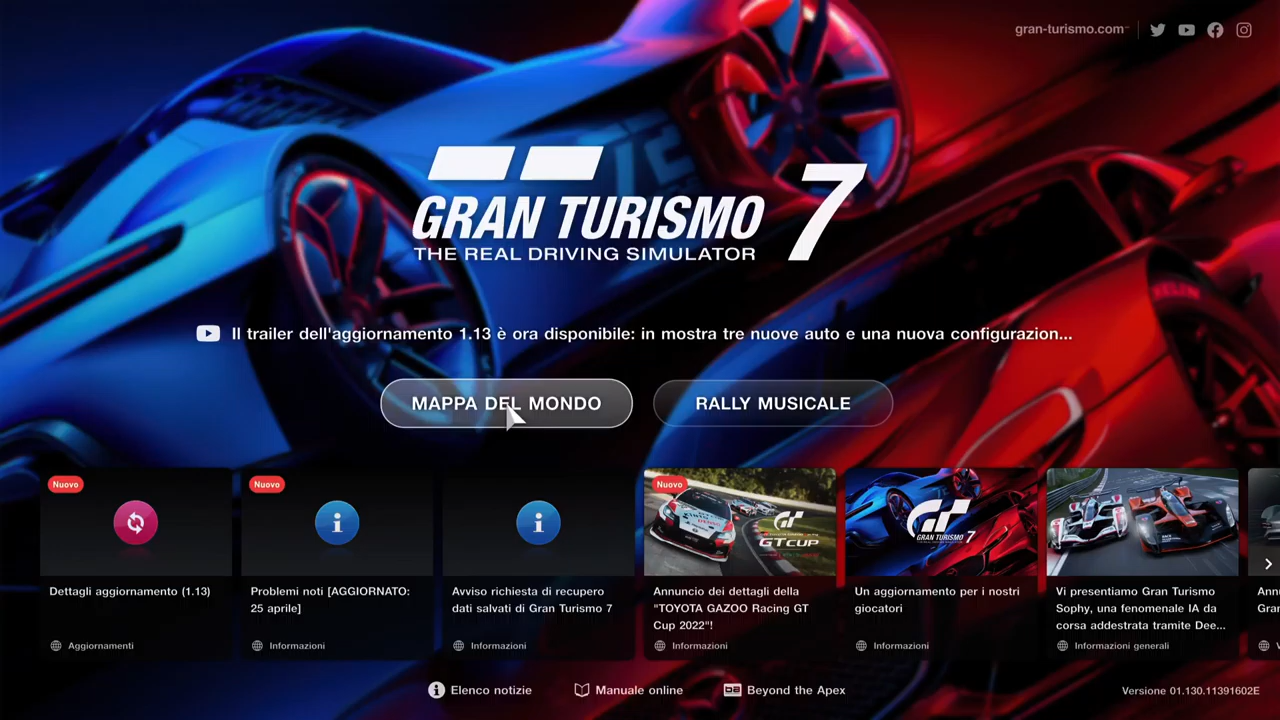 gran-turismo.com
GRAN TURISMO 7
THE REAL DRIVING SIMULATOR
Il trailer dell'aggiornamento 1.13 è ora disponibile: in mostra tre nuove auto e una nuova configurazion...
MAPPA DEL MONDO
RALLY MUSICALE
Nuovo
Dettagli aggiornamento (1.13)
Aggiornamenti
Nuovo
Problemi noti [AGGIORNATO:
25 aprile]
Informazioni
Avviso richiesta di recupero
dati salvati di Gran Turismo 7
Informazioni
Nuovo
GT CUP
Annuncio dei dettagli della
"TOYOTA GAZOO Racing GT
Cup 2022"!
Informazioni
GRAN TURISMO 7
Un aggiornamento per i nostri
giocatori
Informazioni
Vi presentiamo Gran Turismo
Sophy, una fenomenale IA da
corsa addestrata tramite Dee...
Informazioni generali
Elenco notizie
Manuale online
Beyond the Apex
Versione 01.130.11391602E